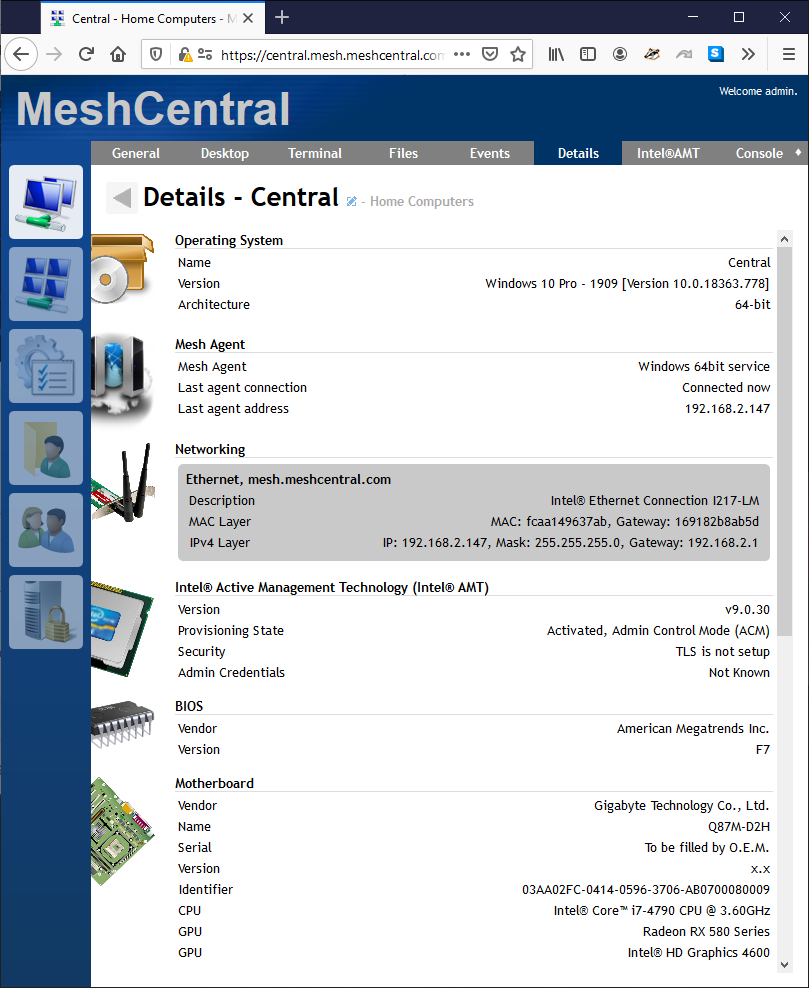 Central - Home Computers - M
https://central.mesh.meshcentral.com
MeshCentral
Welcome admin.
General Desktop Terminal Files Events Details Intel®AMT Console
Details - Central - Home Computers
Operating System
Name Central
Version Windows 10 Pro - 1909 [Version 10.0.18363.778]
Architecture 64-bit
Mesh Agent
Mesh Agent Windows 64bit service
Last agent connection Connected now
Last agent address 192.168.2.147
Networking
Ethernet, mesh.meshcentral.com
Description Intel® Ethernet Connection I217-LM
MAC Layer MAC: fcaa149637ab, Gateway: 169182b8ab5d
IPv4 Layer IP: 192.168.2.147, Mask: 255.255.255.0, Gateway: 192.168.2.1
Intel® Active Management Technology (Intel® AMT)
Version v9.0.30
Provisioning State Activated, Admin Control Mode (ACM)
Security TLS is not setup
Admin Credentials Not Known
BIOS
Vendor American Megatrends Inc.
Version F7
Motherboard
Vendor Gigabyte Technology Co., Ltd.
Name Q87M-D2H
Serial To be filled by O.E.M.
Version x.x
Identifier 03AA02FC-0414-0596-3706-AB0700080009
CPU Intel® Core™ i7-4790 CPU @ 3.60GHz
GPU Radeon RX 580 Series
GPU Intel® HD Graphics 4600